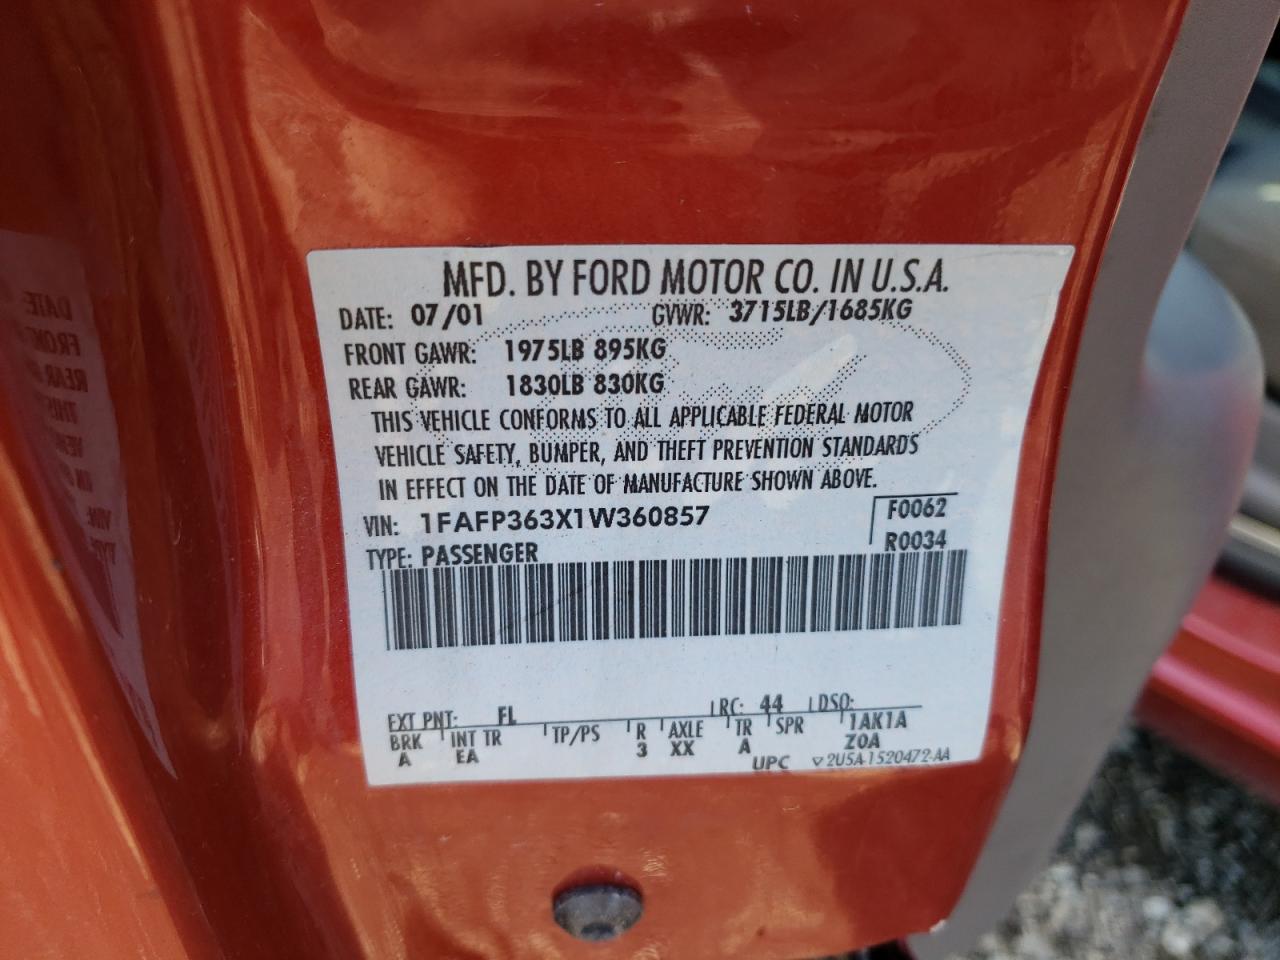 MFD. BY FORD MOTOR CO. IN U.S.A.
DATE: 07/01 GVWR: 3715LB/1685KG
FRONT GAWR: 1975LB 895KG
REAR GAWR: 1830LB 830KG
THIS VEHICLE CONFORMS TO ALL APPLICABLE FEDERAL MOTOR
VEHICLE SAFETY, BUMPER, AND THEFT PREVENTION STANDARDS
IN EFFECT ON THE DATE OF MANUFACTURE SHOWN ABOVE.
VIN: 1FAFP363X1W360857 F0062
TYPE: PASSENGER R0034
EXT PNT: FL RC: 44 DSO:
BRK INT TR TP/PS R AXLE TR SPR 1AK1A
A EA 3 XX A Z0A
UPC 2U5A-1520472-AA